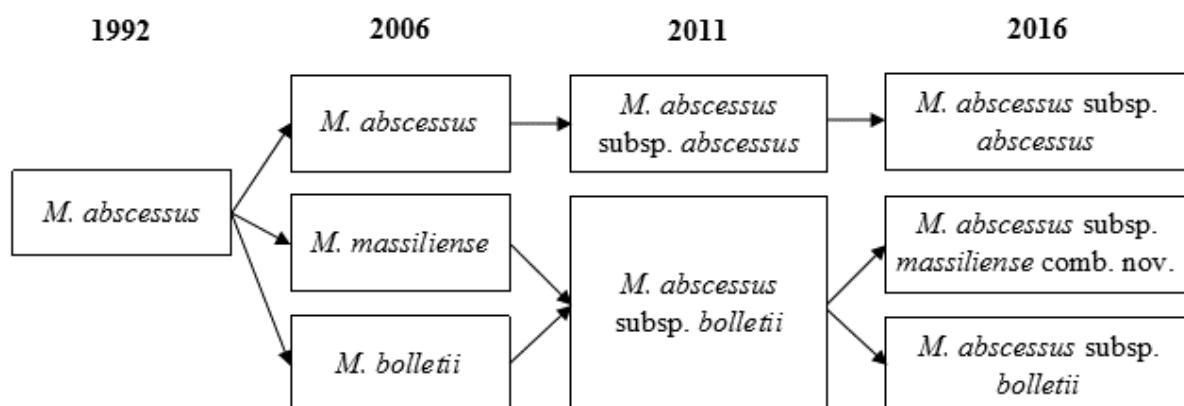 1992
2006
2011
2016
M. abscessus
M. abscessus
M. massiliense
M. bolletii
M. abscessus
subsp. abscessus
M. abscessus
subsp. bolletii
M. abscessus subsp.
abscessus
M. abscessus subsp.
massiliense comb. nov.
M. abscessus subsp.
bolletii